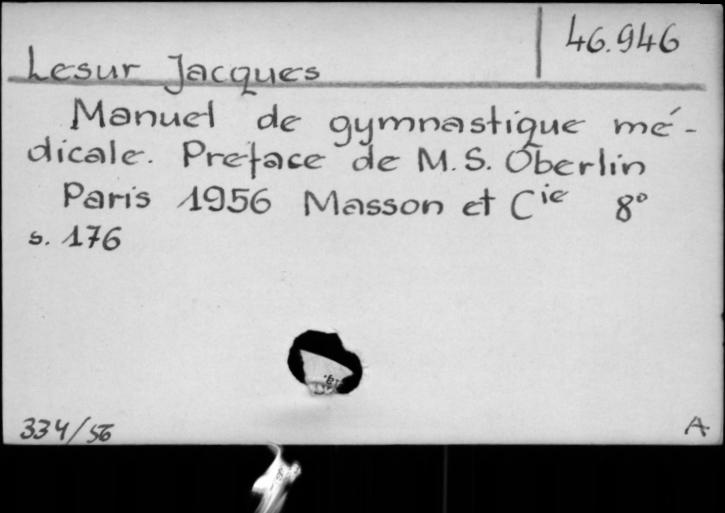 46.946
Lesur Jacques
Manuel de gymnastique mé-
dicale. Preface de M. S. Oberlin
Paris 1956 Masson et Cie 8°
s. 176
334/56
A